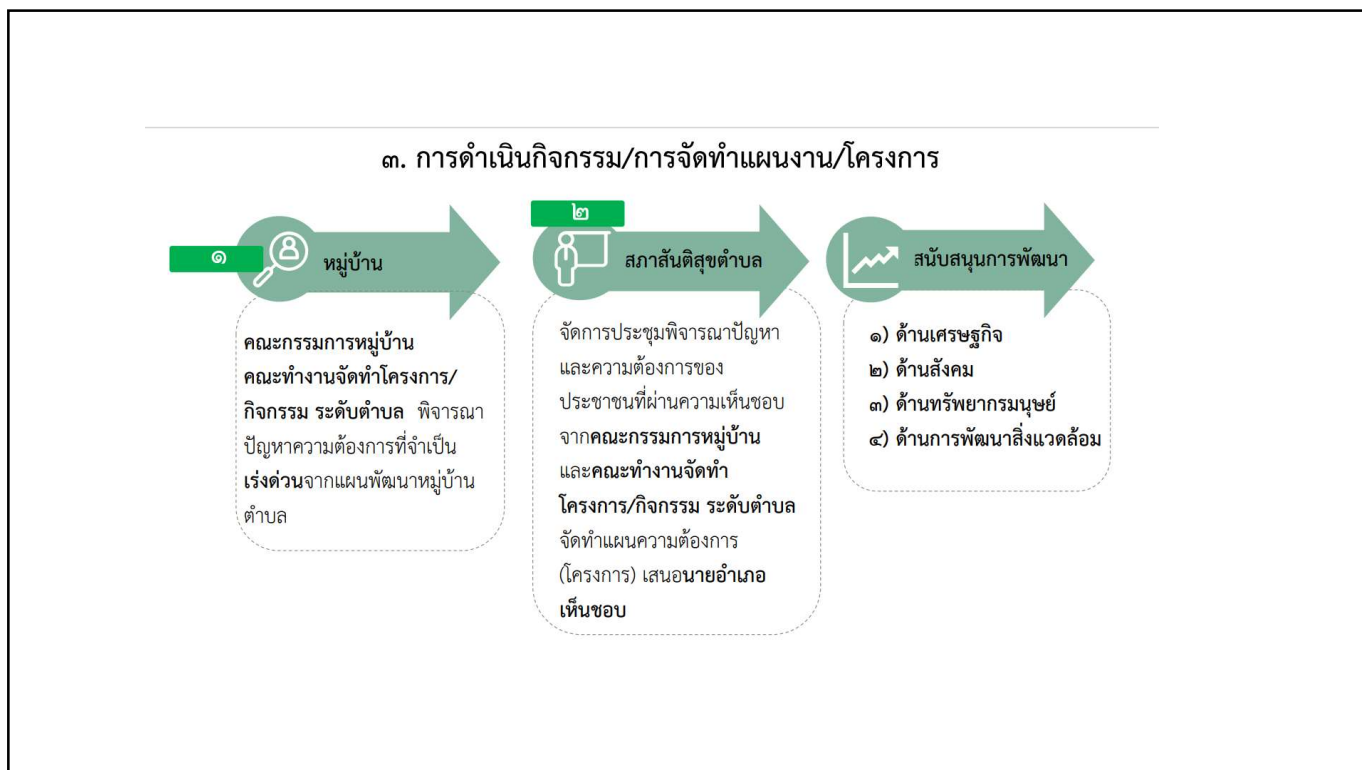 ๓. การดำเนินกิจกรรม/การจัดทำแผนงาน/โครงการ
๑
หมู่บ้าน
คณะกรรมการหมู่บ้าน
คณะทำงานจัดทำโครงการ/
กิจกรรม ระดับตำบล พิจารณา
ปัญหาความต้องการที่จำเป็น
เร่งด่วนจากแผนพัฒนาหมู่บ้าน
ตำบล
๒
สภาสันติสุขตำบล
จัดการประชุมพิจารณาปัญหา
และความต้องการของ
ประชาชนที่ผ่านความเห็นชอบ
จากคณะกรรมการหมู่บ้าน
และคณะทำงานจัดทำ
โครงการ/กิจกรรม ระดับตำบล
จัดทำแผนความต้องการ
(โครงการ) เสนอนายอำเภอ
เห็นชอบ
สนับสนุนการพัฒนา
๑) ด้านเศรษฐกิจ
๒) ด้านสังคม
๓) ด้านทรัพยากรมนุษย์
๔) ด้านการพัฒนาสิ่งแวดล้อม